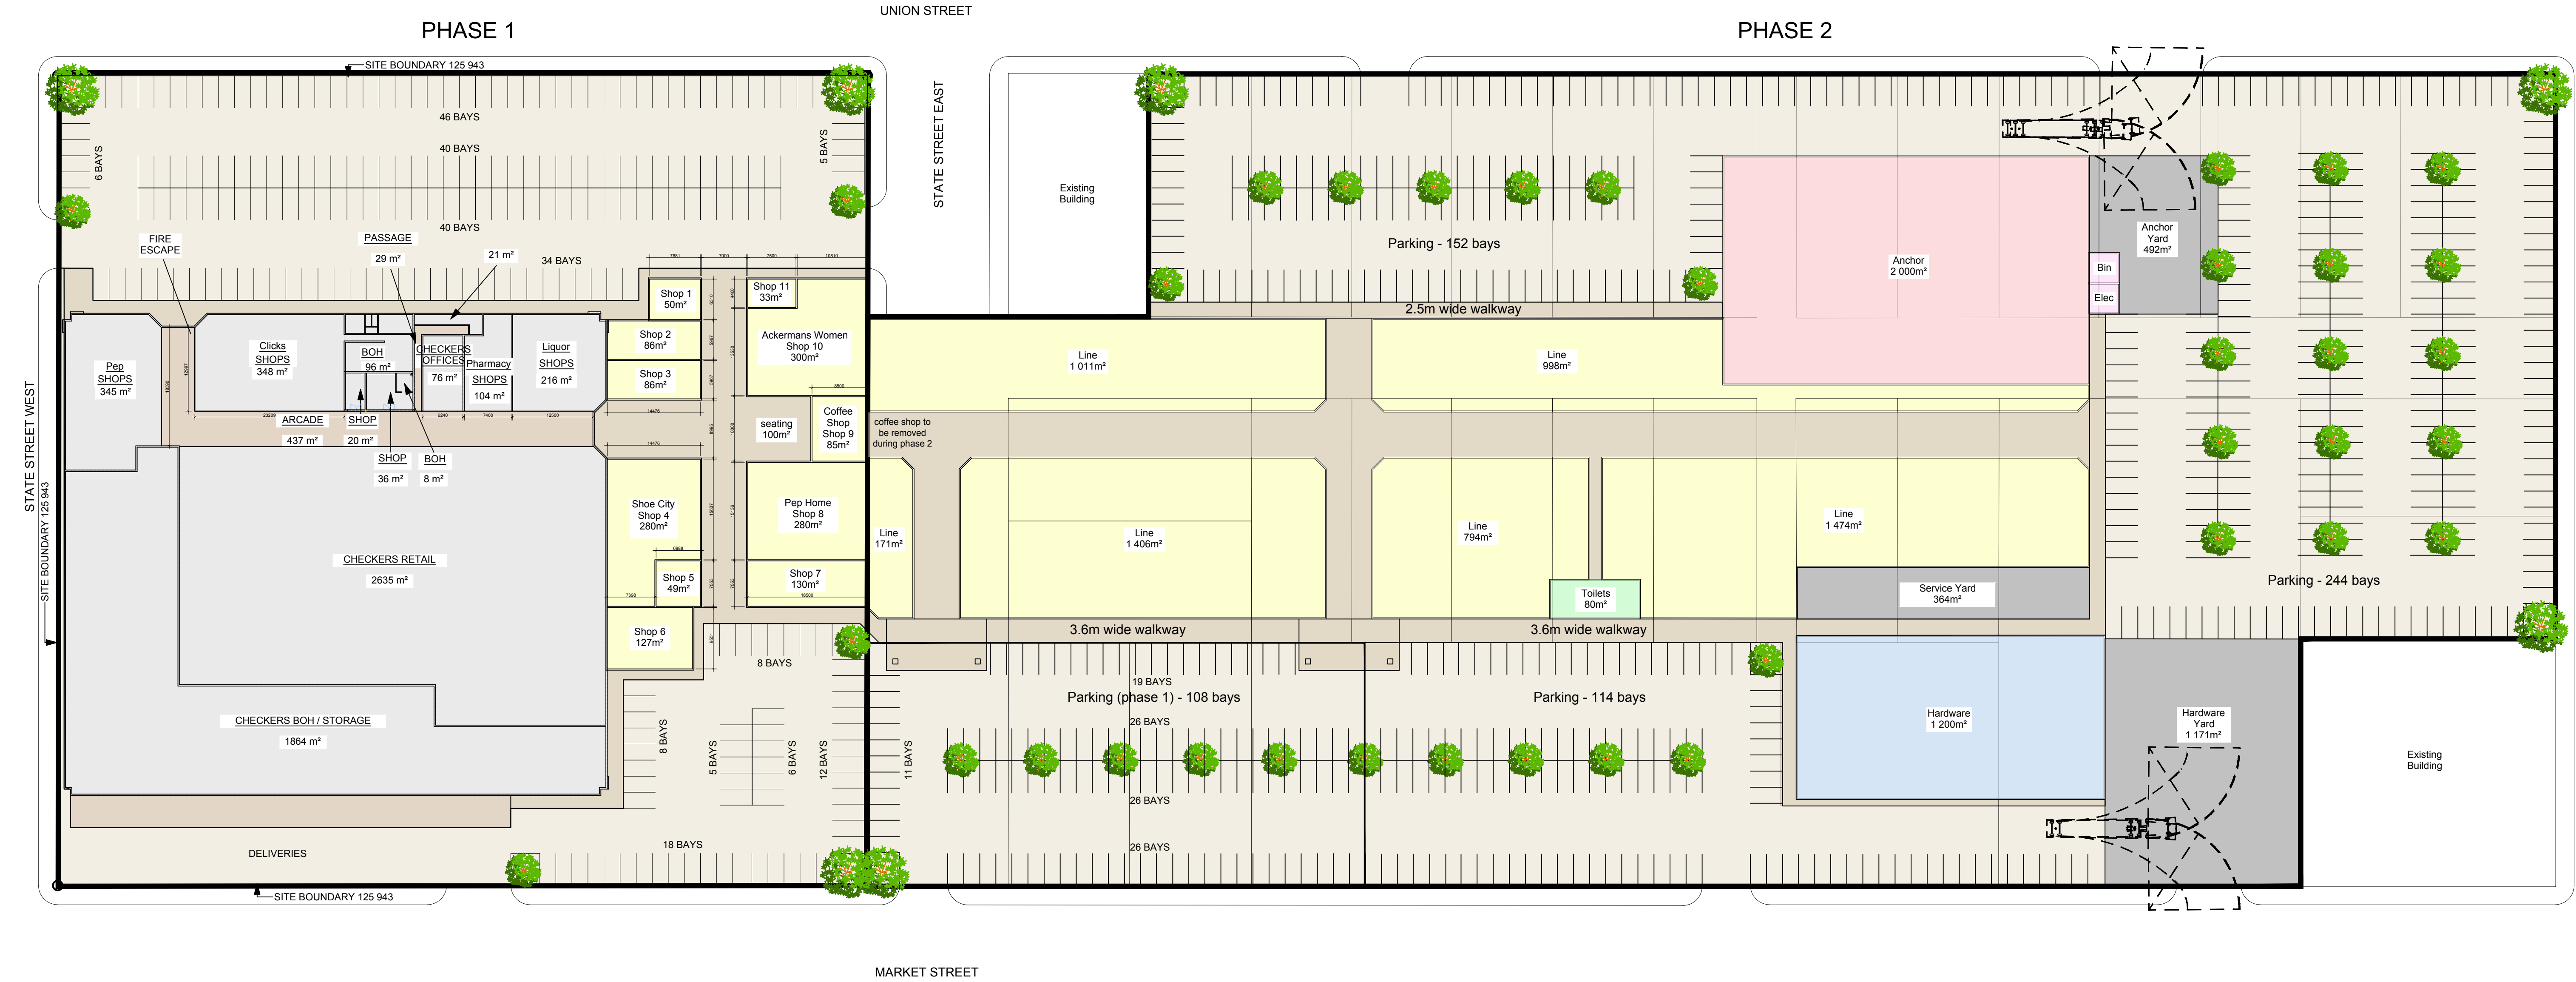 UNION STREET
PHASE 1
PHASE 2
SITE BOUNDARY 125 943
STATE STREET EAST
46 BAYS
40 BAYS
6 BAYS
5 BAYS
40 BAYS
34 BAYS
FIRE
ESCAPE
PASSAGE
29 m²
21 m²
Existing
Building
Parking - 152 bays
2.5m wide walkway
Anchor
2 000m²
Anchor
Yard
492m²
Bin
Elec
7881
7000
7500
10810
Shop 1
50m²
Shop 11
33m²
Shop 2
86m²
Shop 3
86m²
Ackermans Women
Shop 10
300m²
Pep
SHOPS
345 m²
Clicks
SHOPS
348 m²
BOH
96 m²
CHECKERS
OFFICES
76 m²
Pharmacy
SHOPS
104 m²
Liquor
SHOPS
216 m²
Line
1 011m²
Line
998m²
8500
14476
6240
7400
12500
ARCADE
437 m²
SHOP
20 m²
SHOP
36 m²
BOH
8 m²
seating
100m²
Coffee
Shop
Shop 9
85m²
coffee shop to
be removed
during phase 2
14476
STATE STREET WEST
SITE BOUNDARY 125 943
Shoe City
Shop 4
280m²
Pep Home
Shop 8
280m²
Line
171m²
Line
1 406m²
Line
794m²
Line
1 474m²
CHECKERS RETAIL
2635 m²
Shop 5
49m²
Shop 7
130m²
16500
Toilets
80m²
Service Yard
364m²
Parking - 244 bays
Shop 6
127m²
3.6m wide walkway
3.6m wide walkway
8 BAYS
19 BAYS
Parking (phase 1) - 108 bays
Parking - 114 bays
CHECKERS BOH / STORAGE
1864 m²
8 BAYS
5 BAYS
6 BAYS
12 BAYS
11 BAYS
26 BAYS
Hardware
1 200m²
Hardware
Yard
1 171m²
Existing
Building
26 BAYS
18 BAYS
26 BAYS
DELIVERIES
SITE BOUNDARY 125 943
MARKET STREET